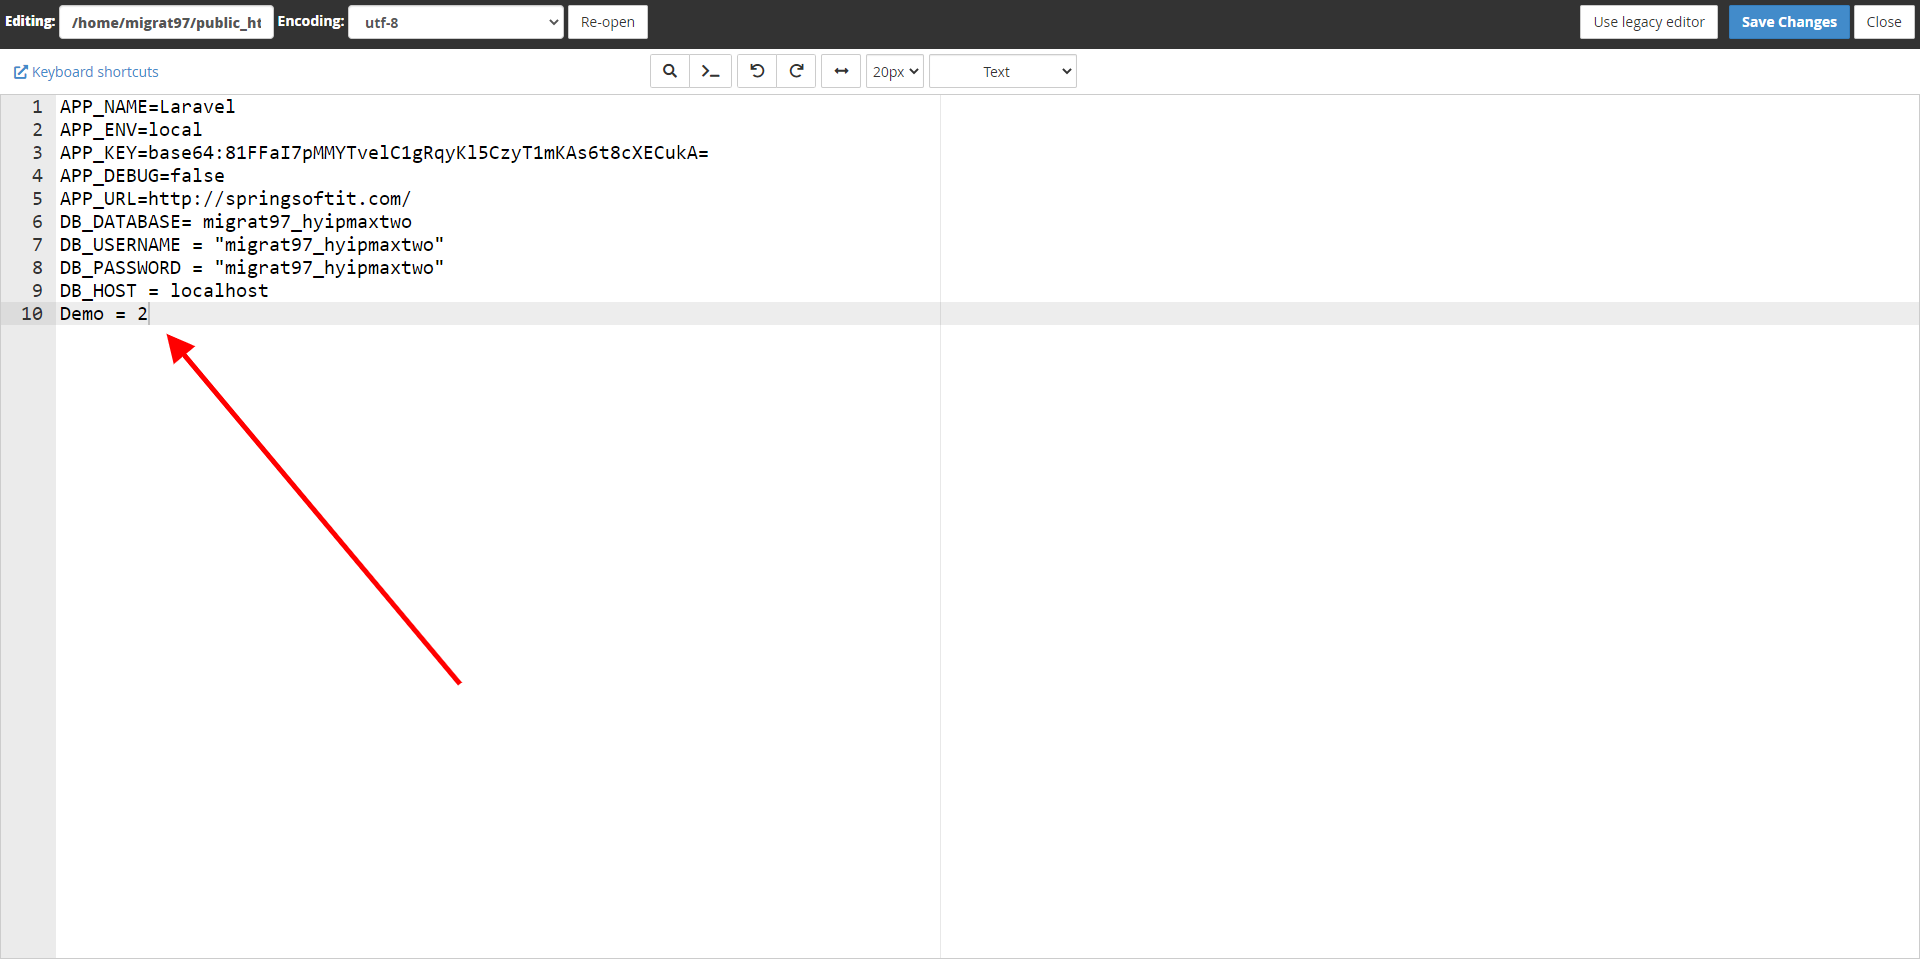 Editing: /home/migrat97/public_ht Encoding: utf-8 Re-open Use legacy editor Save Changes Close
Keyboard shortcuts 20px Text
1 APP_NAME=Laravel
2 APP_ENV=local
3 APP_KEY=base64:81FFaI7pMMYTvelC1gRqyKl5CzyT1mKAs6t8cXECukA=
4 APP_DEBUG=false
5 APP_URL=http://springsoftit.com/
6 DB_DATABASE= migrat97_hyipmaxtwo
7 DB_USERNAME = "migrat97_hyipmaxtwo"
8 DB_PASSWORD = "migrat97_hyipmaxtwo"
9 DB_HOST = localhost
10 Demo = 2